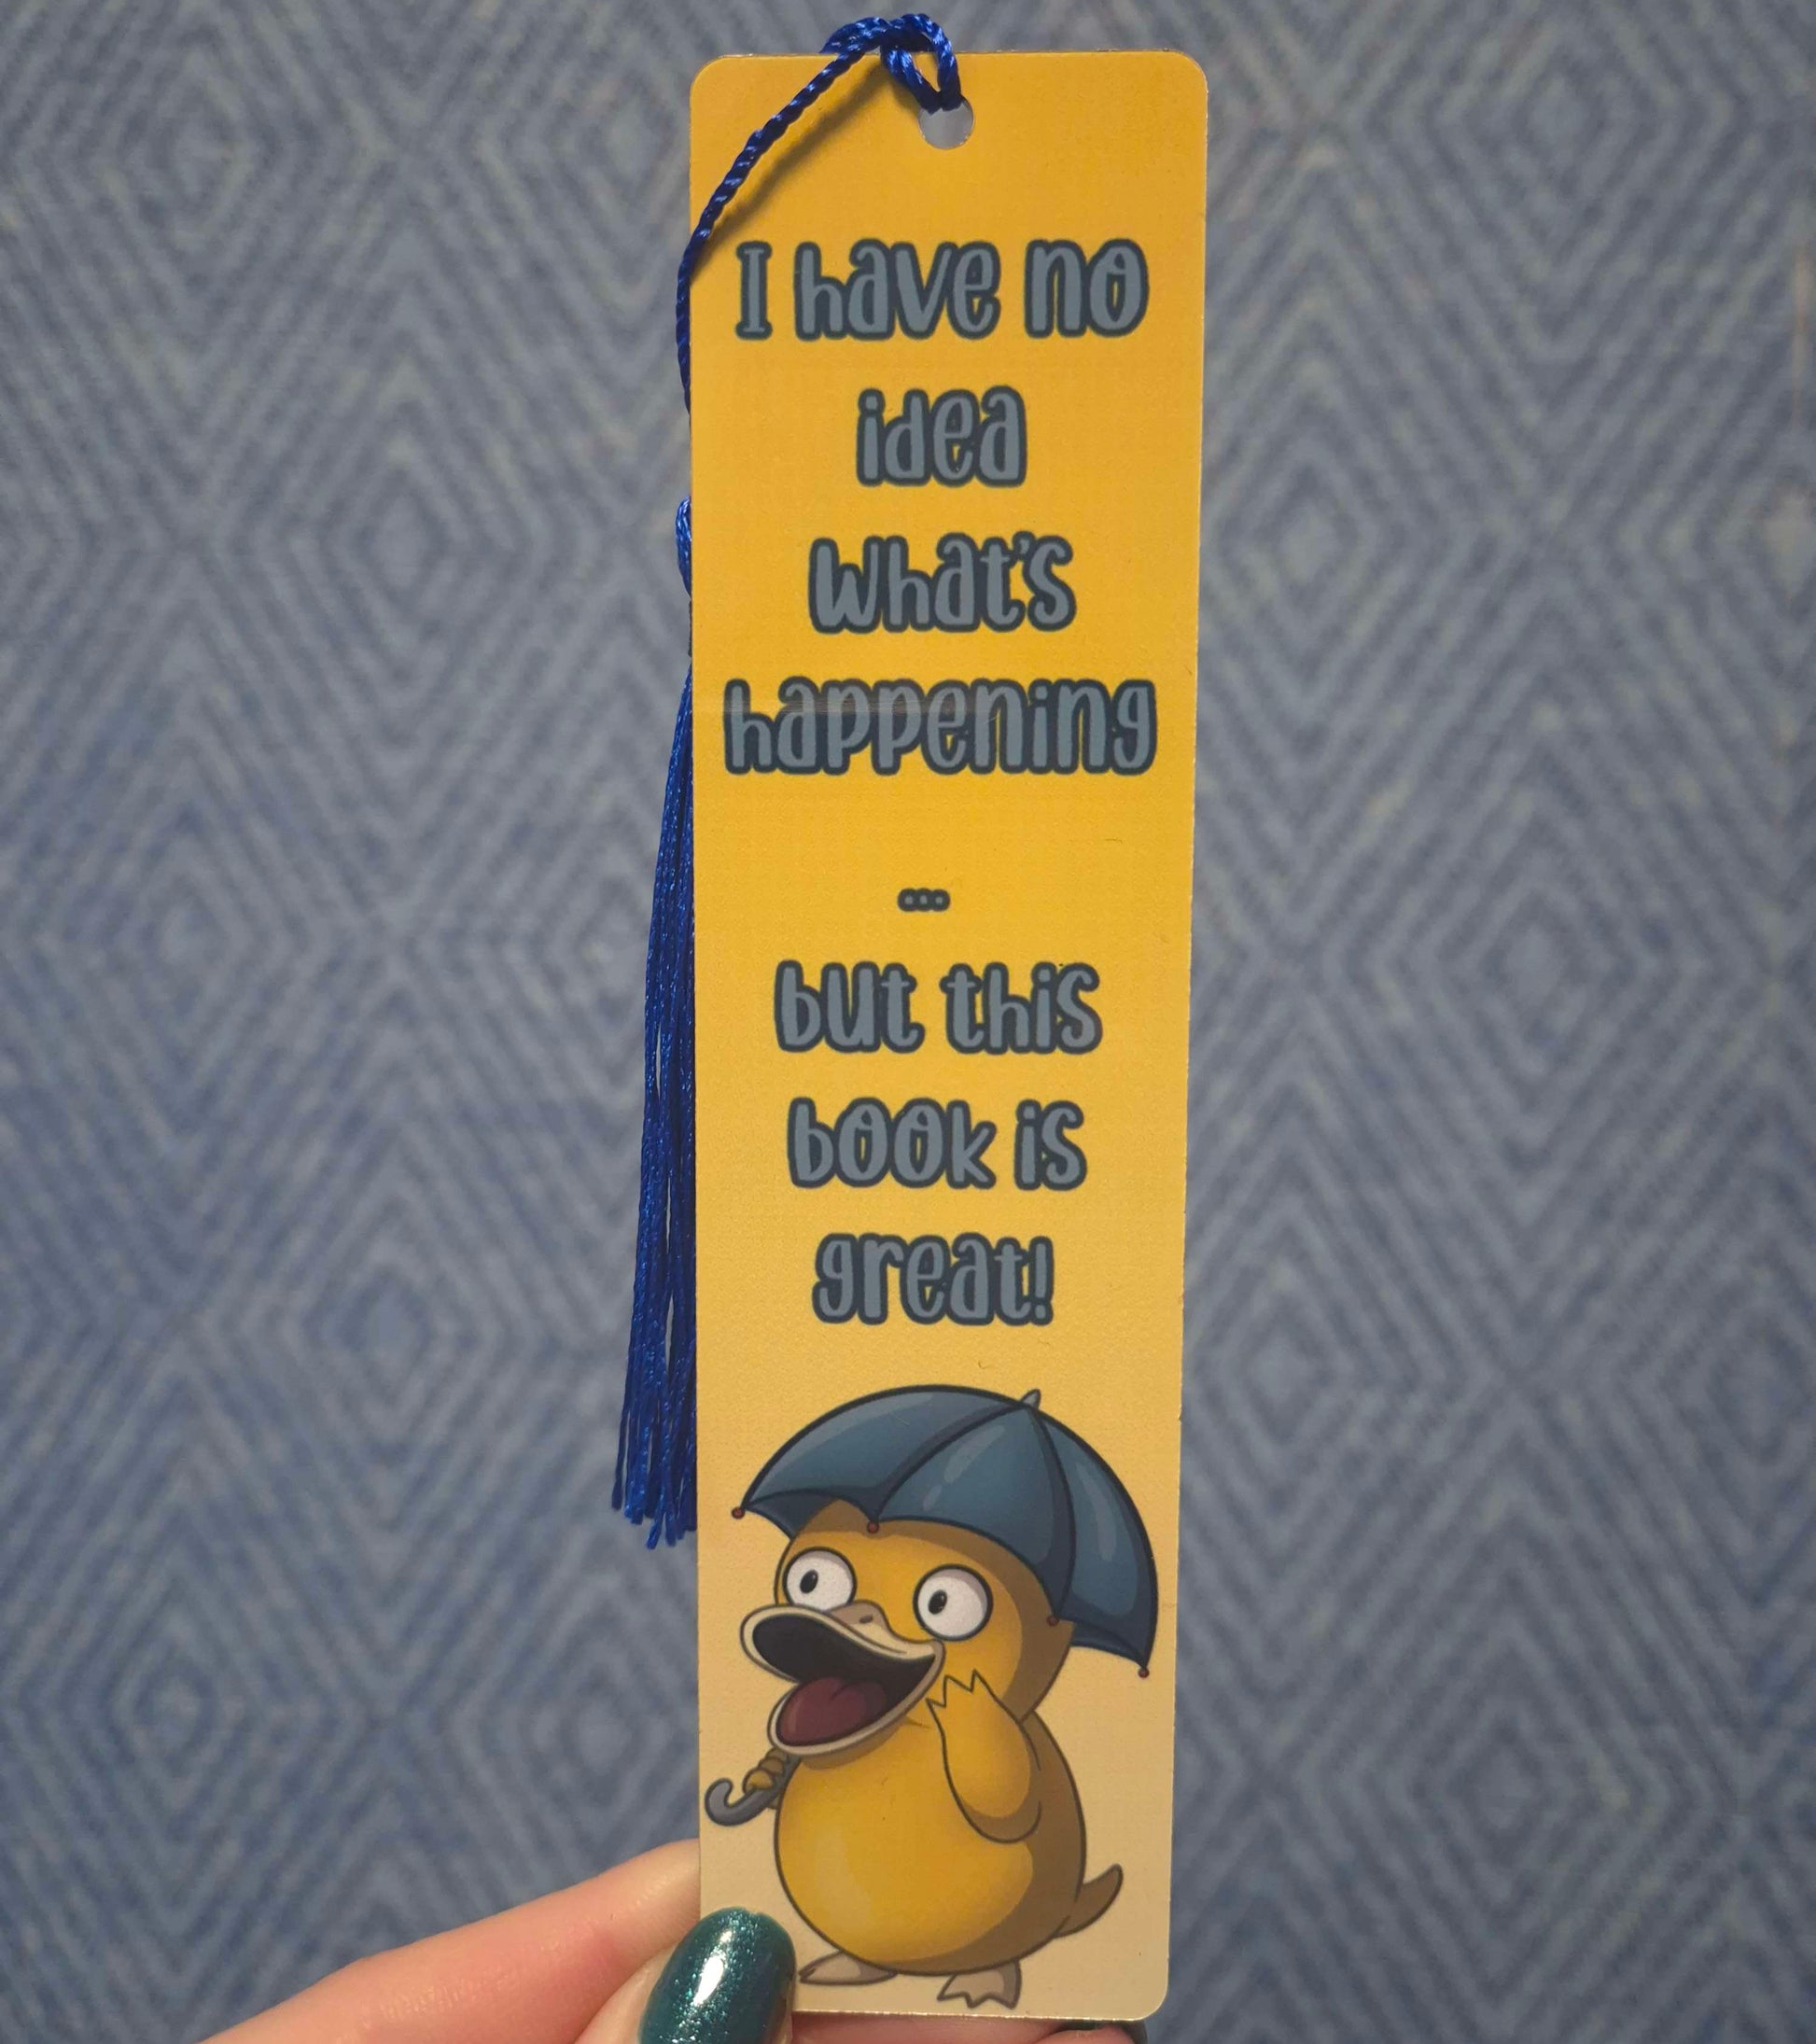 I have no
idea
what's
happening
...
but this
book is
great!